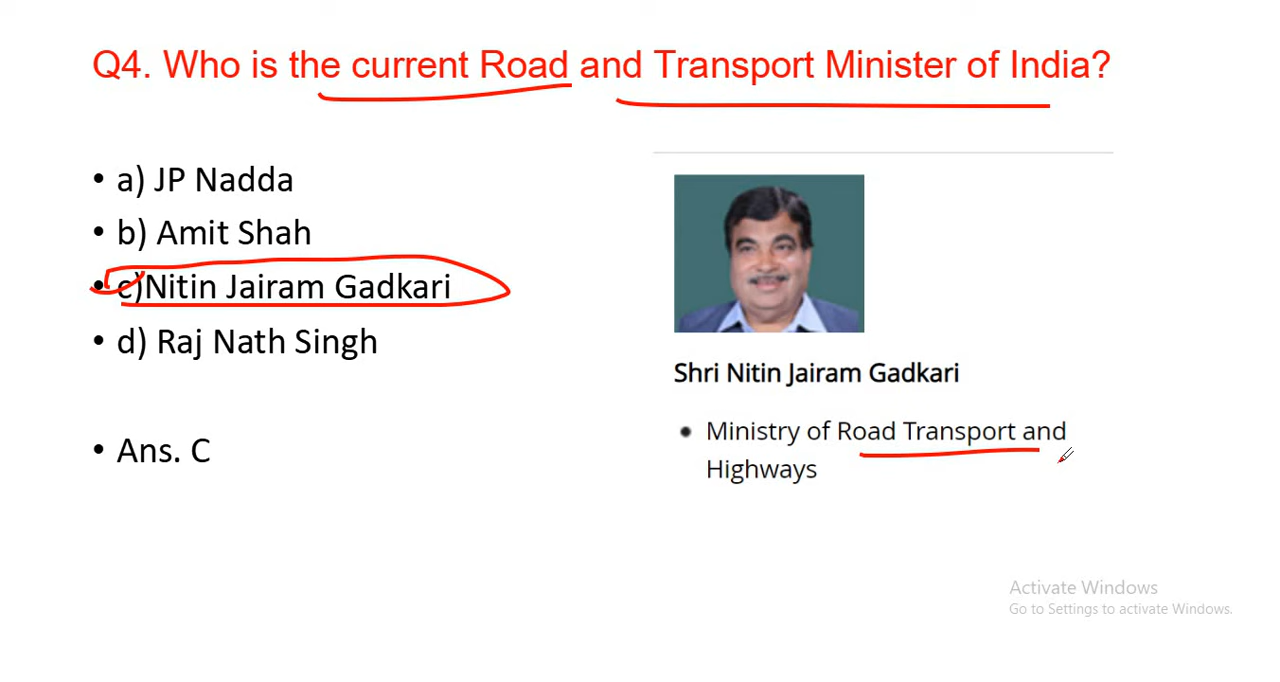 Q4. Who is the current Road and Transport Minister of India?
• a) JP Nadda
• b) Amit Shah
• c)Nitin Jairam Gadkari
• d) Raj Nath Singh
• Ans. C
Shri Nitin Jairam Gadkari
• Ministry of Road Transport and
Highways
Activate Windows
Go to Settings to activate Windows.